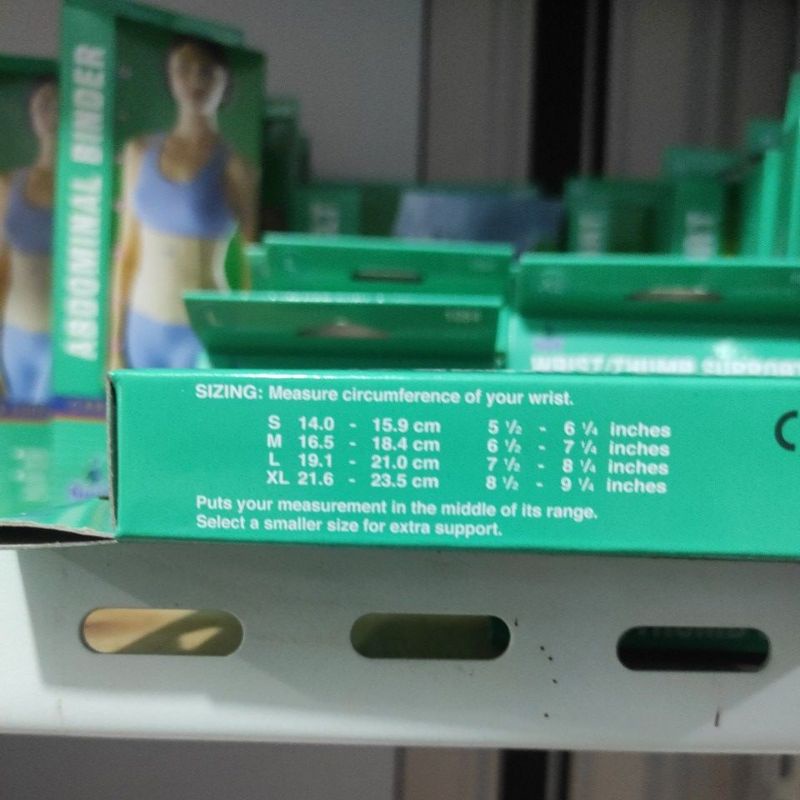 ABDOMINAL BINDER
WRIST/THUMB SUPPORT
SIZING: Measure circumference of your wrist.
S 14.0 - 15.9 cm 5 ½ - 6 ¼ inches
M 16.5 - 18.4 cm 6 ½ - 7 ¼ inches
L 19.1 - 21.0 cm 7 ½ - 8 ¼ inches
XL 21.6 - 23.5 cm 8 ½ - 9 ¼ inches
Puts your measurement in the middle of its range.
Select a smaller size for extra support.